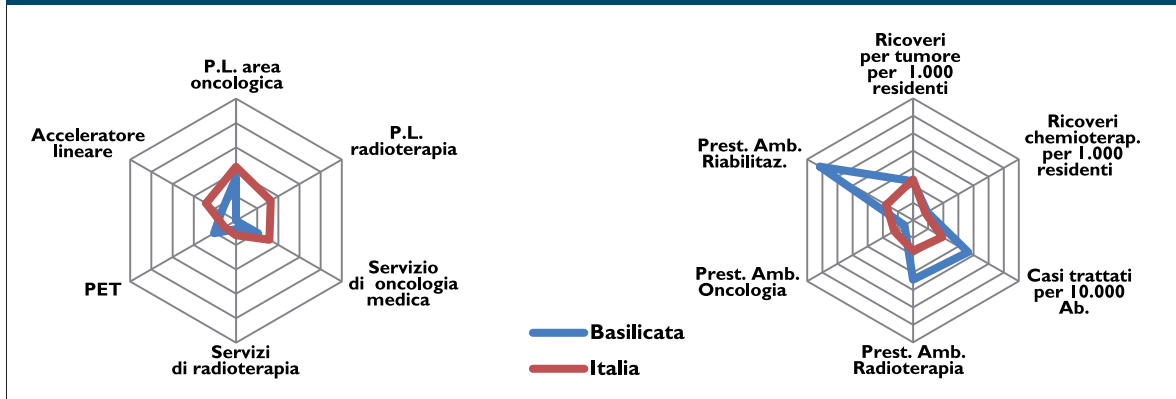 P.L. area
oncologica
P.L.
radioterapia
Servizio
di oncologia
medica
Servizi
di radioterapia
PET
Acceleratore
lineare
Basilicata
Italia
Ricoveri
per tumore
per 1.000
residenti
Ricoveri
chemioterap.
per 1.000
residenti
Casi trattati
per 10.000
Ab.
Prest. Amb.
Radioterapia
Prest. Amb.
Oncologia
Prest. Amb.
Riabilitaz.